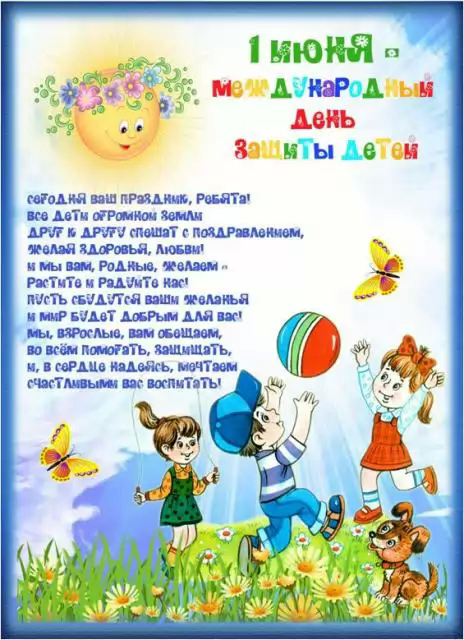 1 июня -
международный
день
защиты детей
сегодня ваш праздник, ребята!
все дети огромной земли
друг к другу спешат с поздравлением,
желая здоровья, любви!
и мы вам, родные, желаем -
растите и радуйте нас!
пусть сбудутся ваши желанья
и мир будет добрым для вас!
мы, взрослые, вам обещаем,
во всём помогать, защищать,
и, в сердце надеясь, мечтаем
счастливыми вас воспитать!